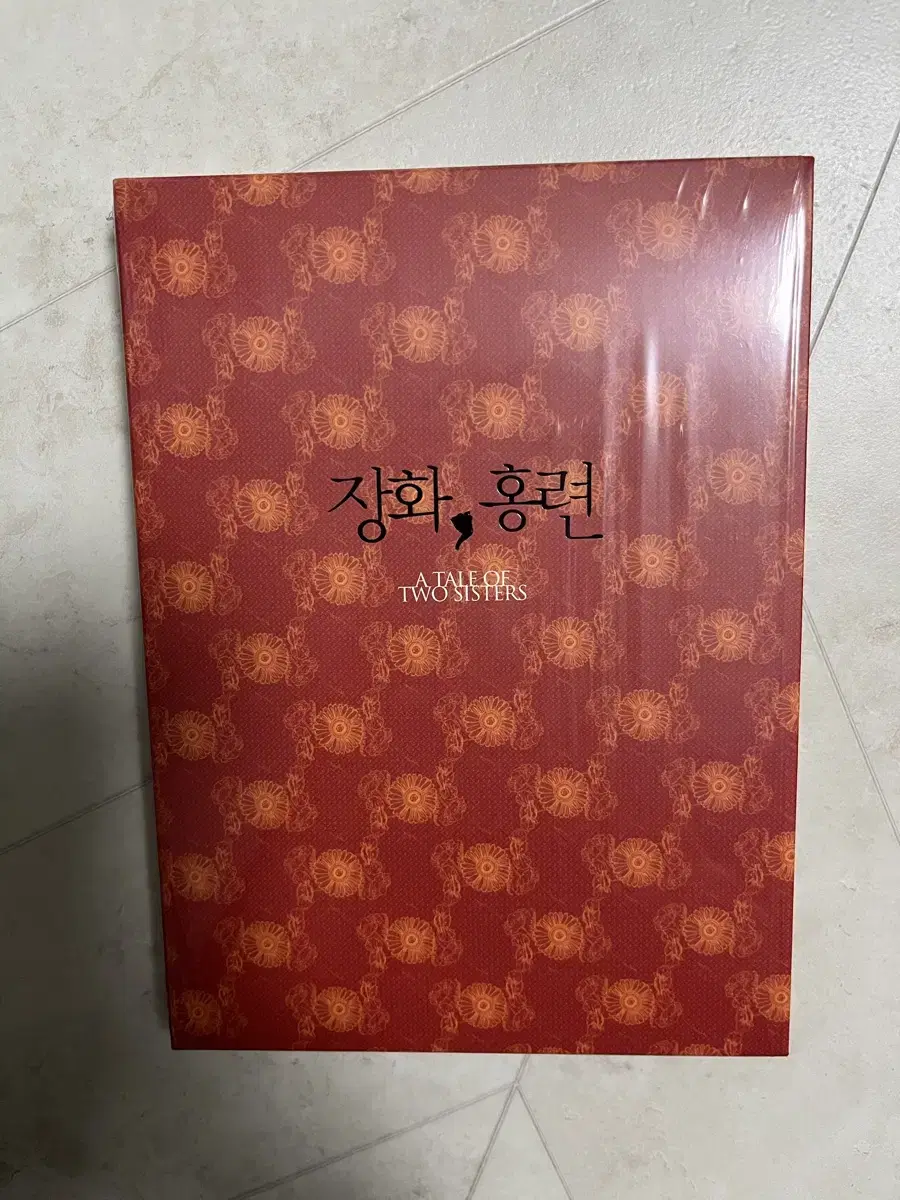 장화, 홍련
A TALE OF
TWO SISTERS